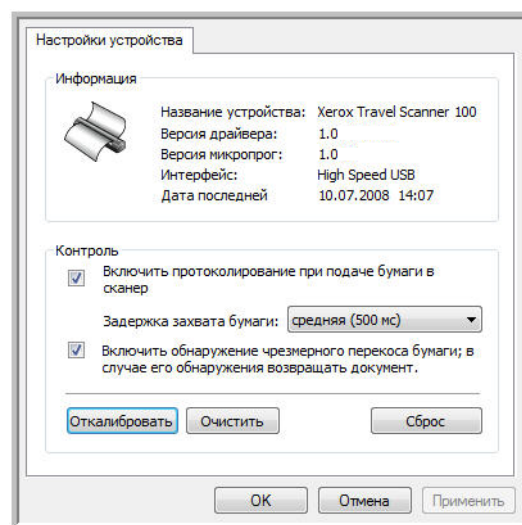 Настройки устройства
Информация
Название устройства: Xerox Travel Scanner 100
Версия драйвера: 1.0
Версия микропрог: 1.0
Интерфейс: High Speed USB
Дата последней 10.07.2008 14:07
Контроль
Включить протоколирование при подаче бумаги в
сканер
Задержка захвата бумаги: средняя (500 мс)
Включить обнаружение чрезмерного перекоса бумаги; в
случае его обнаружения возвращать документ.
Откалибровать Очистить Сброс
OK Отмена Применить